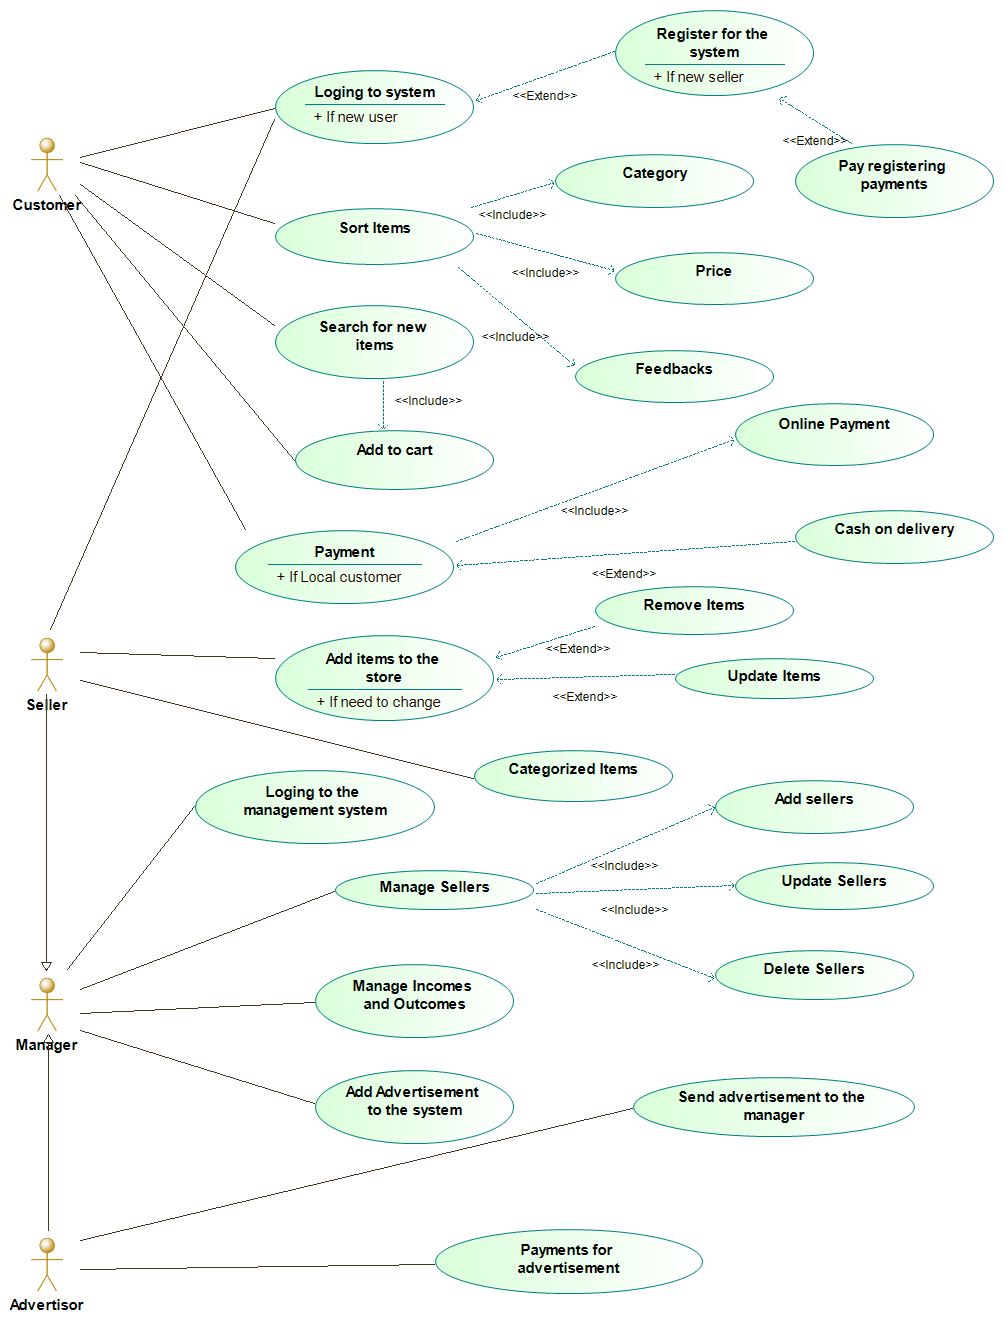 Register for the
system
+ If new seller
Loging to system
+ If new user
<<Extend>>
<<Extend>>
Pay registering
payments
Customer
Category
<<Include>>
Sort Items
<<Include>>
Price
Search for new
items
<<Include>>
Feedbacks
<<Include>>
Add to cart
Online Payment
<<Include>>
Payment
+ If Local customer
Cash on delivery
<<Extend>>
Remove Items
<<Extend>>
Add items to the
store
+ If need to change
Update Items
<<Extend>>
Seller
Categorized Items
Loging to the
management system
Add sellers
<<Include>>
Manage Sellers
Update Sellers
<<Include>>
<<Include>>
Delete Sellers
Manage Incomes
and Outcomes
Manager
Add Advertisement
to the system
Send advertisement to the
manager
Payments for
advertisement
Advertisor